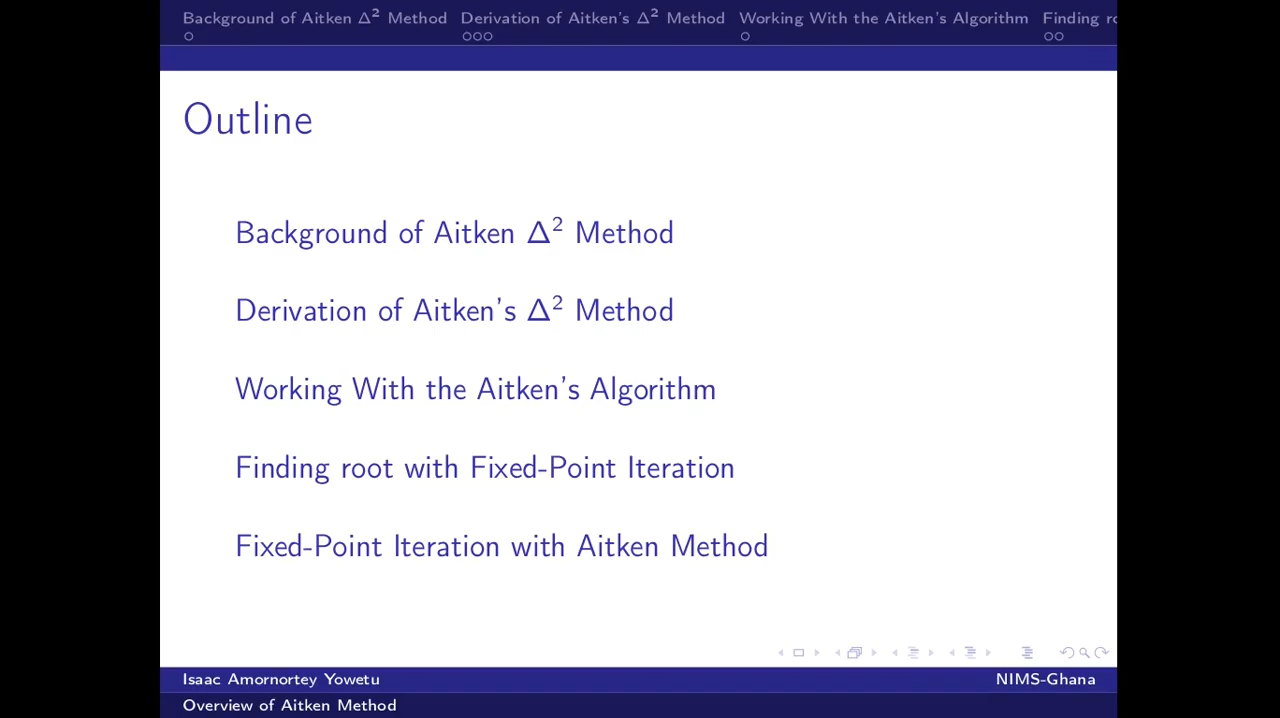 Background of Aitken Δ² Method Derivation of Aitken's Δ² Method Working With the Aitken's Algorithm Finding
Outline
Background of Aitken Δ² Method
Derivation of Aitken's Δ² Method
Working With the Aitken's Algorithm
Finding root with Fixed-Point Iteration
Fixed-Point Iteration with Aitken Method
Isaac Amornortey Yowetu NIMS-Ghana
Overview of Aitken Method